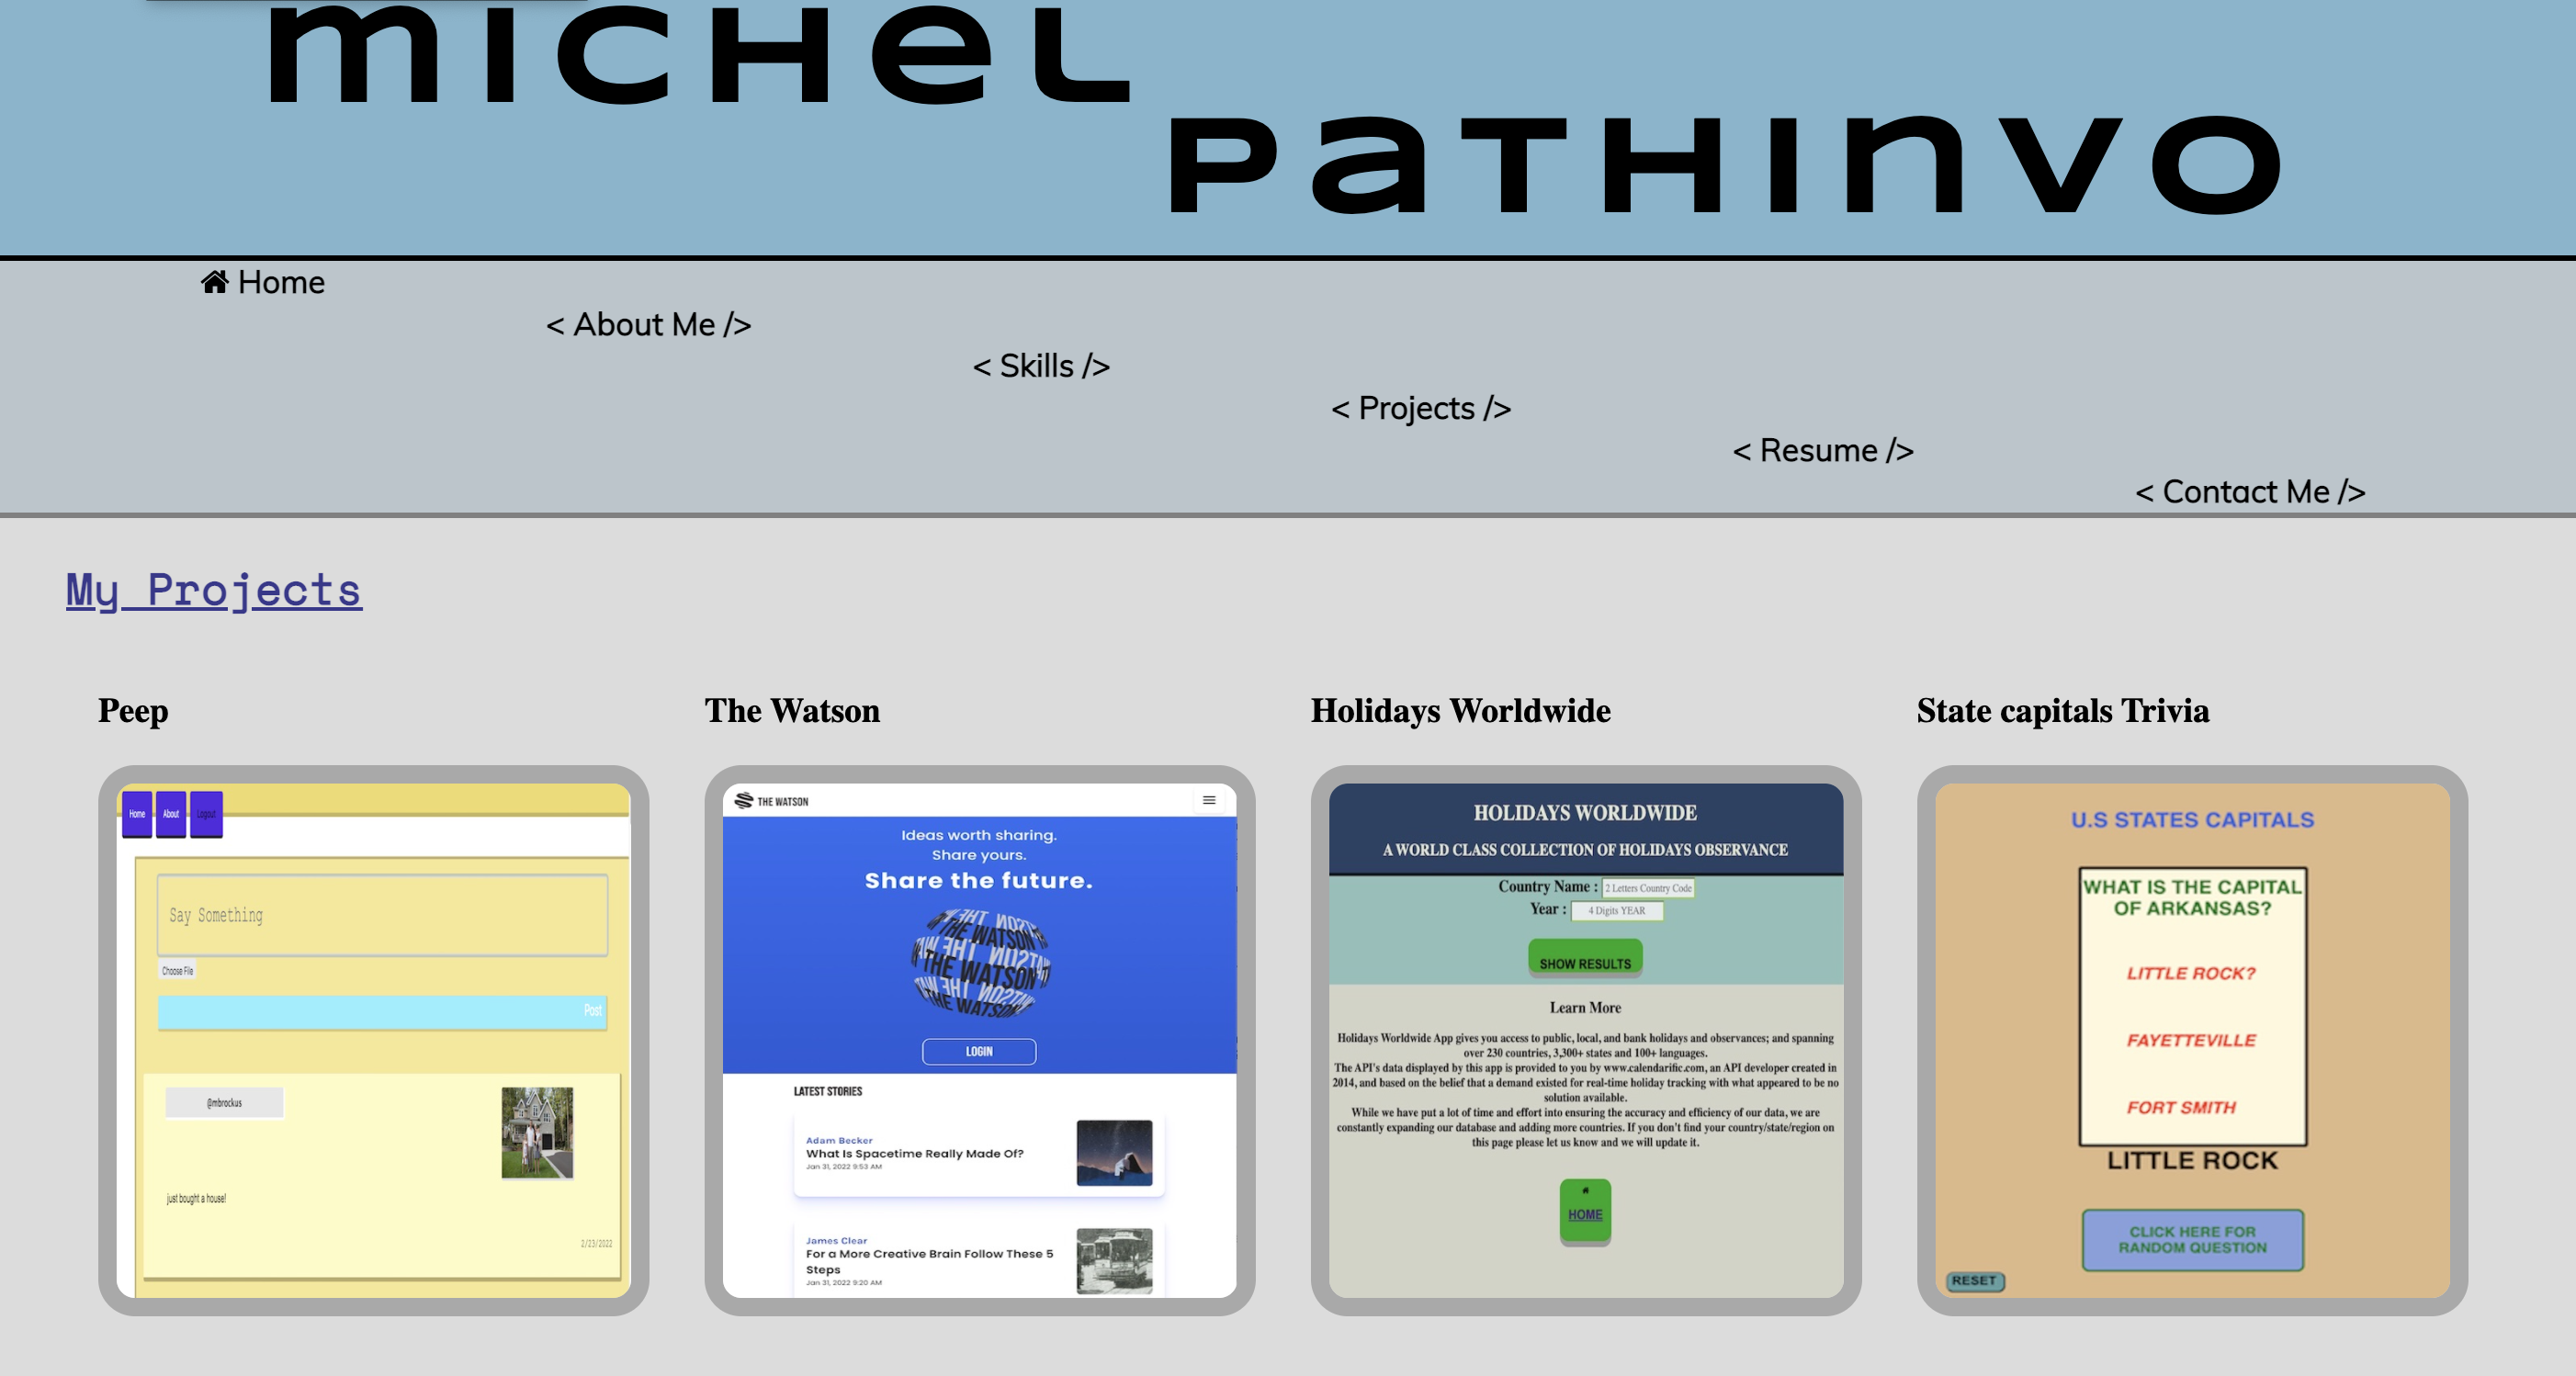 MICHEL
PATHINVO
Home
< About Me />
< Skills />
< Projects />
< Resume />
< Contact Me />
My Projects
Peep
Home About Logout
Say Something
Choose File
Post
@mbrockus
just bought a house!
2/23/2022
The Watson
THE WATSON
Ideas worth sharing.
Share yours.
Share the future.
THE WATSON
THE WATSON
THE WATSON
LOGIN
LATEST STORIES
Adam Becker
What Is Spacetime Really Made Of?
Jan 31, 2022 9:53 AM
James Clear
For a More Creative Brain Follow These 5
Steps
Jan 31, 2022 9:20 AM
Holidays Worldwide
HOLIDAYS WORLDWIDE
A WORLD CLASS COLLECTION OF HOLIDAYS OBSERVANCE
Country Name : 2 Letters Country Code
Year : 4 Digits YEAR
SHOW RESULTS
Learn More
Holidays Worldwide App gives you access to public, local, and bank holidays and observances; and spanning
over 230 countries, 3,300+ states and 100+ languages.
The API's data displayed by this app is provided to you by www.calendarific.com, an API developer created in
2014, and based on the belief that a demand existed for real-time holiday tracking with what appeared to be no
solution available.
While we have put a lot of time and effort into ensuring the accuracy and efficiency of our data, we are
constantly expanding our database and adding more countries. If you don't find your country/state/region on
this page please let us know and we will update it.
HOME
State capitals Trivia
U.S STATES CAPITALS
WHAT IS THE CAPITAL
OF ARKANSAS?
LITTLE ROCK?
FAYETTEVILLE
FORT SMITH
LITTLE ROCK
CLICK HERE FOR
RANDOM QUESTION
RESET